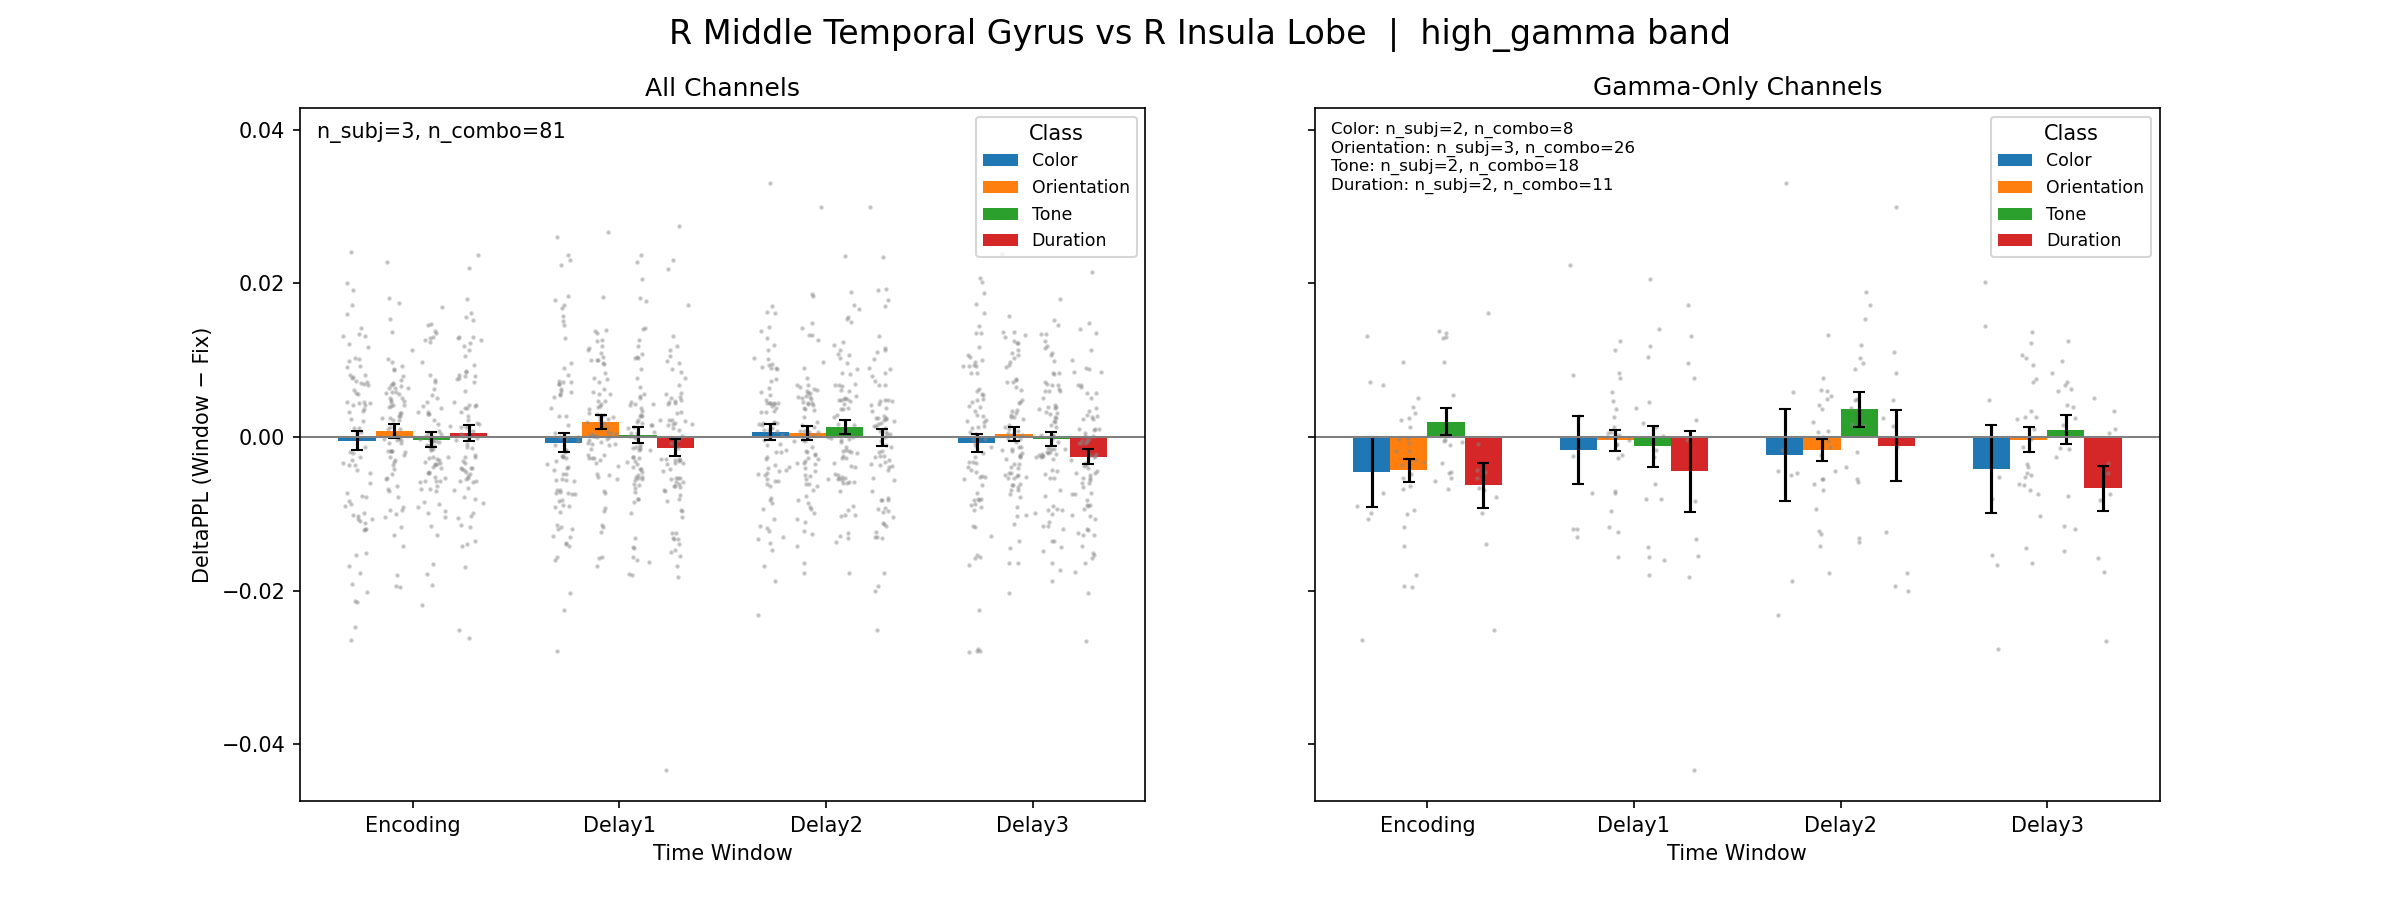 R Middle Temporal Gyrus vs R Insula Lobe | high_gamma band
All Channels
n_subj=3, n_combo=81
Class
Color
Orientation
Tone
Duration
0.04
0.02
0.00
−0.02
−0.04
DeltaPPL (Window − Fix)
Encoding
Delay1
Delay2
Delay3
Time Window
Gamma-Only Channels
Color: n_subj=2, n_combo=8
Orientation: n_subj=3, n_combo=26
Tone: n_subj=2, n_combo=18
Duration: n_subj=2, n_combo=11
Class
Color
Orientation
Tone
Duration
Encoding
Delay1
Delay2
Delay3
Time Window